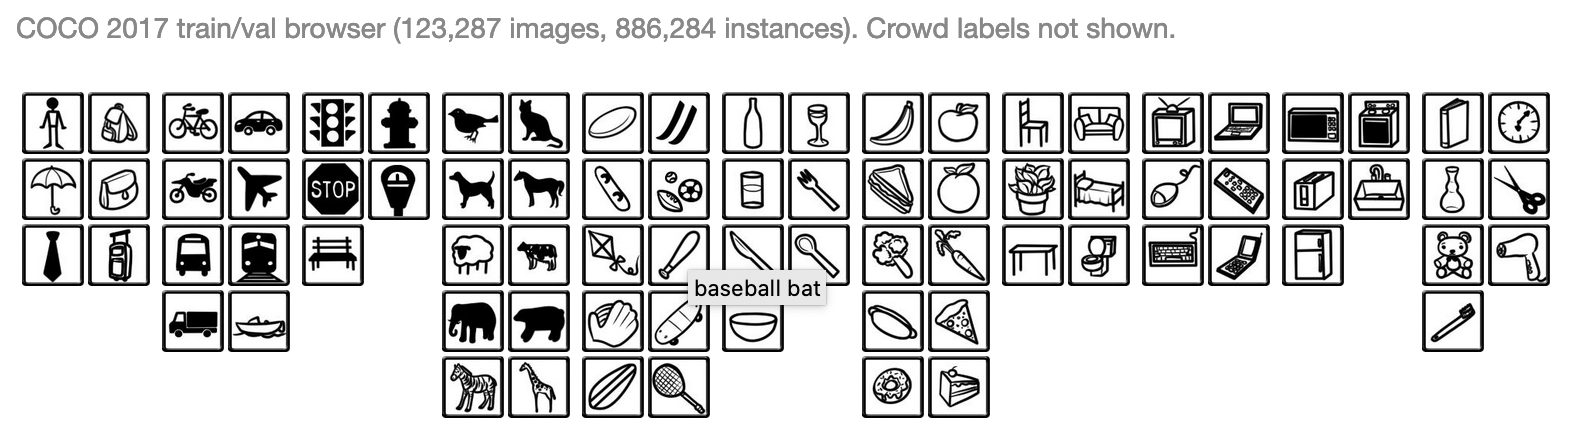 COCO 2017 train/val browser (123,287 images, 886,284 instances). Crowd labels not shown.
STOP
baseball bat